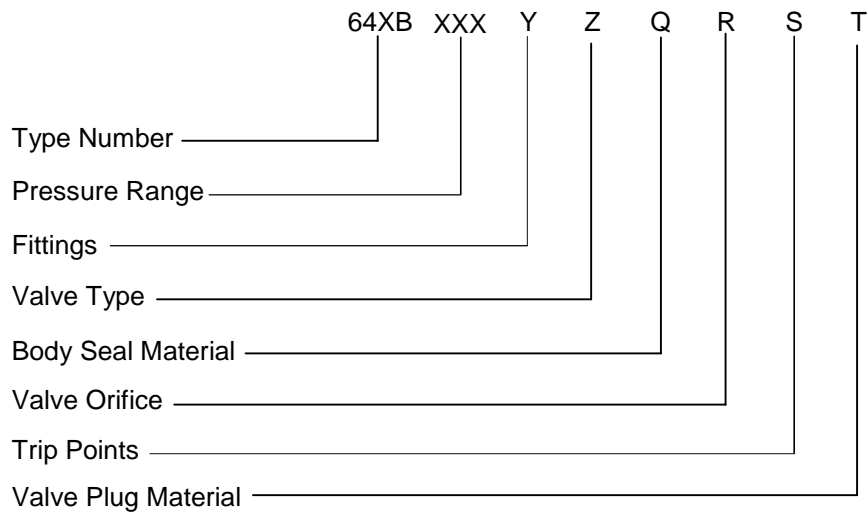 64XB XXX Y Z Q R S T
Type Number
Pressure Range
Fittings
Valve Type
Body Seal Material
Valve Orifice
Trip Points
Valve Plug Material